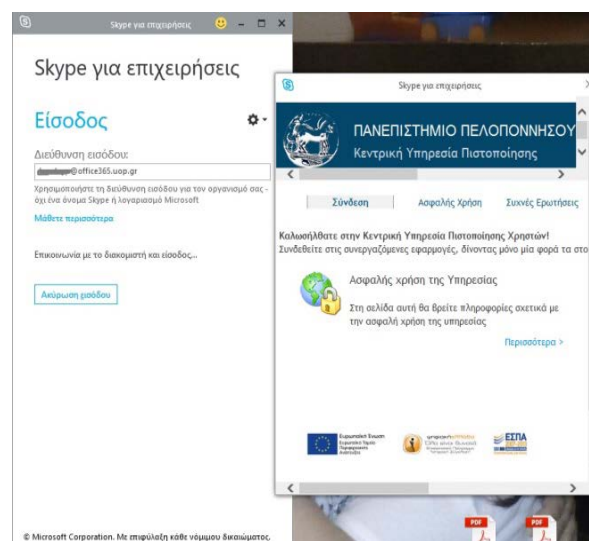 Skype για επιχειρήσεις
Skype για επιχειρήσεις
Είσοδος
Διεύθυνση εισόδου:
@office365.uop.gr
Χρησιμοποιήστε τη διεύθυνση εισόδου για τον οργανισμό σας -
όχι ένα όνομα Skype ή λογαριασμό Microsoft
Μάθετε περισσότερα
Επικοινωνία με το διακομιστή και είσοδος...
Ακύρωση εισόδου
© Microsoft Corporation. Με επιφύλαξη κάθε νόμιμου δικαιώματος.
Skype για επιχειρήσεις
ΠΑΝΕΠΙΣΤΗΜΙΟ ΠΕΛΟΠΟΝΝΗΣΟΥ
Κεντρική Υπηρεσία Πιστοποίησης
Σύνδεση Ασφαλής Χρήση Συχνές Ερωτήσεις
Καλωσήλθατε στην Κεντρική Υπηρεσία Πιστοποίησης Χρηστών!
Συνδεθείτε στις συνεργαζόμενες εφαρμογές, δίνοντας μόνο μία φορά τα στο
Ασφαλής χρήση της Υπηρεσίας
Στη σελίδα αυτή θα βρείτε πληροφορίες σχετικά με
την ασφαλή χρήση της υπηρεσίας
Περισσότερα >
Ευρωπαϊκή Ένωση
ΕΣΠΑ
PDF PDF